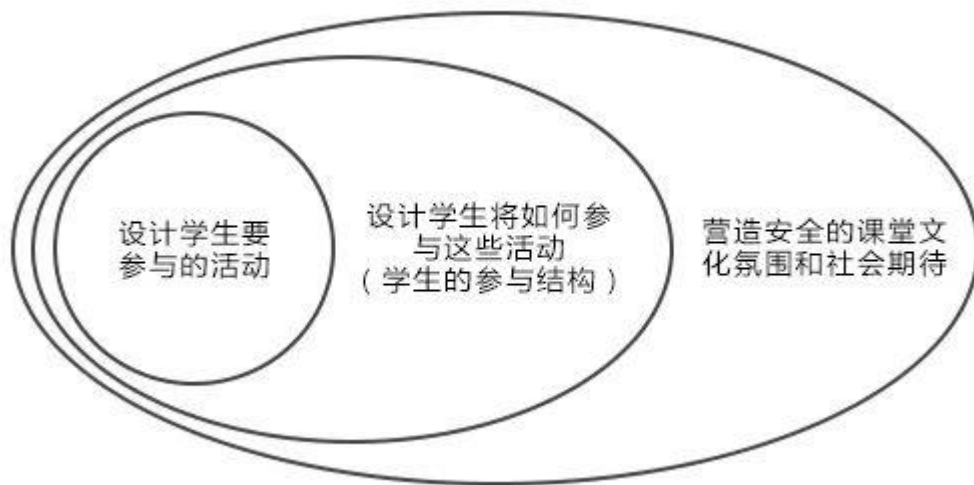 设计学生要
参与的活动
设计学生将如何参
与这些活动
（学生的参与结构）
营造安全的课堂文
化氛围和社会期待